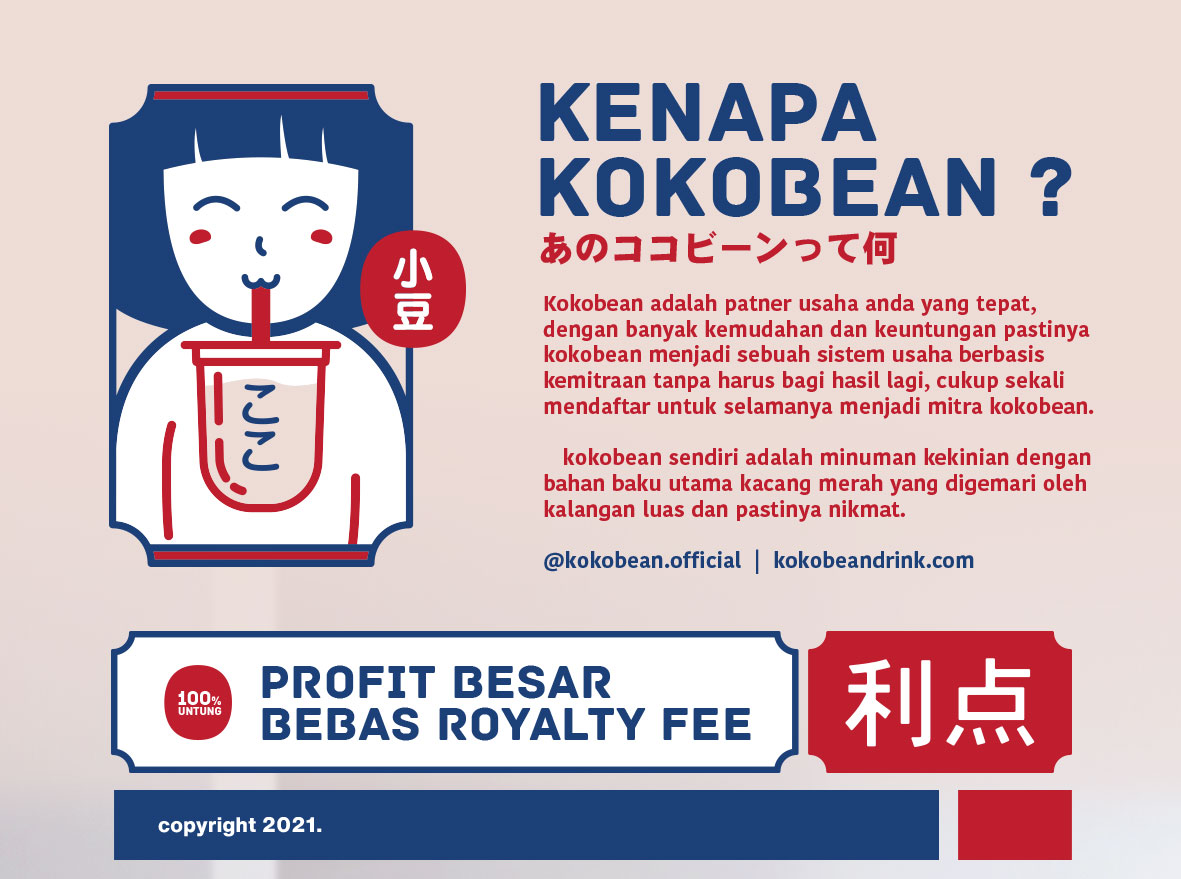 KENAPA
KOKOBEAN ?
あのココビーンって何
小
豆
ここ
Kokobean adalah patner usaha anda yang tepat,
dengan banyak kemudahan dan keuntungan pastinya
kokobean menjadi sebuah sistem usaha berbasis
kemitraan tanpa harus bagi hasil lagi, cukup sekali
mendaftar untuk selamanya menjadi mitra kokobean.
kokobean sendiri adalah minuman kekinian dengan
bahan baku utama kacang merah yang digemari oleh
kalangan luas dan pastinya nikmat.
@kokobean.official | kokobeandrink.com
100%
UNTUNG
PROFIT BESAR
BEBAS ROYALTY FEE
利点
copyright 2021.